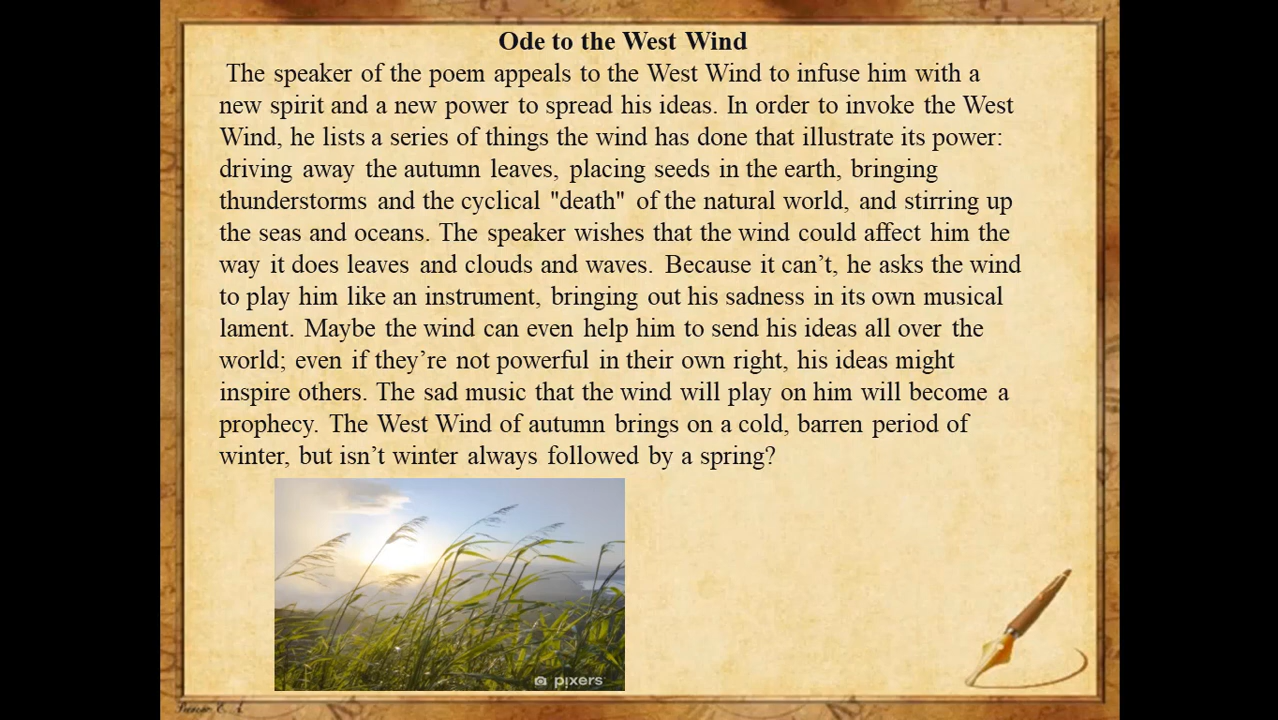 Ode to the West Wind
The speaker of the poem appeals to the West Wind to infuse him with a
new spirit and a new power to spread his ideas. In order to invoke the West
Wind, he lists a series of things the wind has done that illustrate its power:
driving away the autumn leaves, placing seeds in the earth, bringing
thunderstorms and the cyclical "death" of the natural world, and stirring up
the seas and oceans. The speaker wishes that the wind could affect him the
way it does leaves and clouds and waves. Because it can’t, he asks the wind
to play him like an instrument, bringing out his sadness in its own musical
lament. Maybe the wind can even help him to send his ideas all over the
world; even if they’re not powerful in their own right, his ideas might
inspire others. The sad music that the wind will play on him will become a
prophecy. The West Wind of autumn brings on a cold, barren period of
winter, but isn’t winter always followed by a spring?
pixers